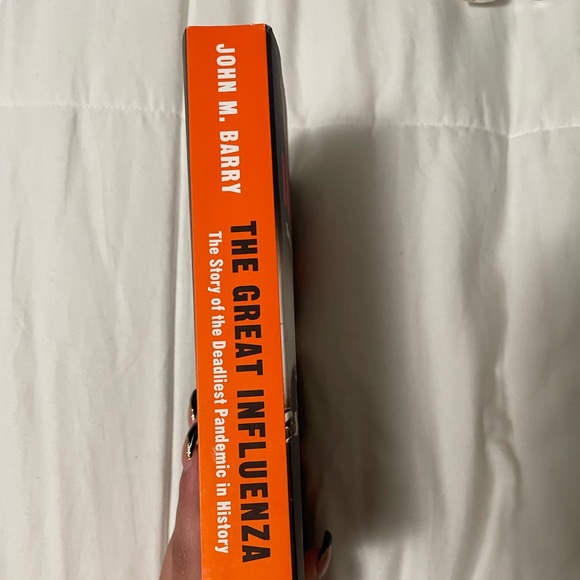 JOHN M. BARRY
THE GREAT INFLUENZA
The Story of the Deadliest Pandemic in History